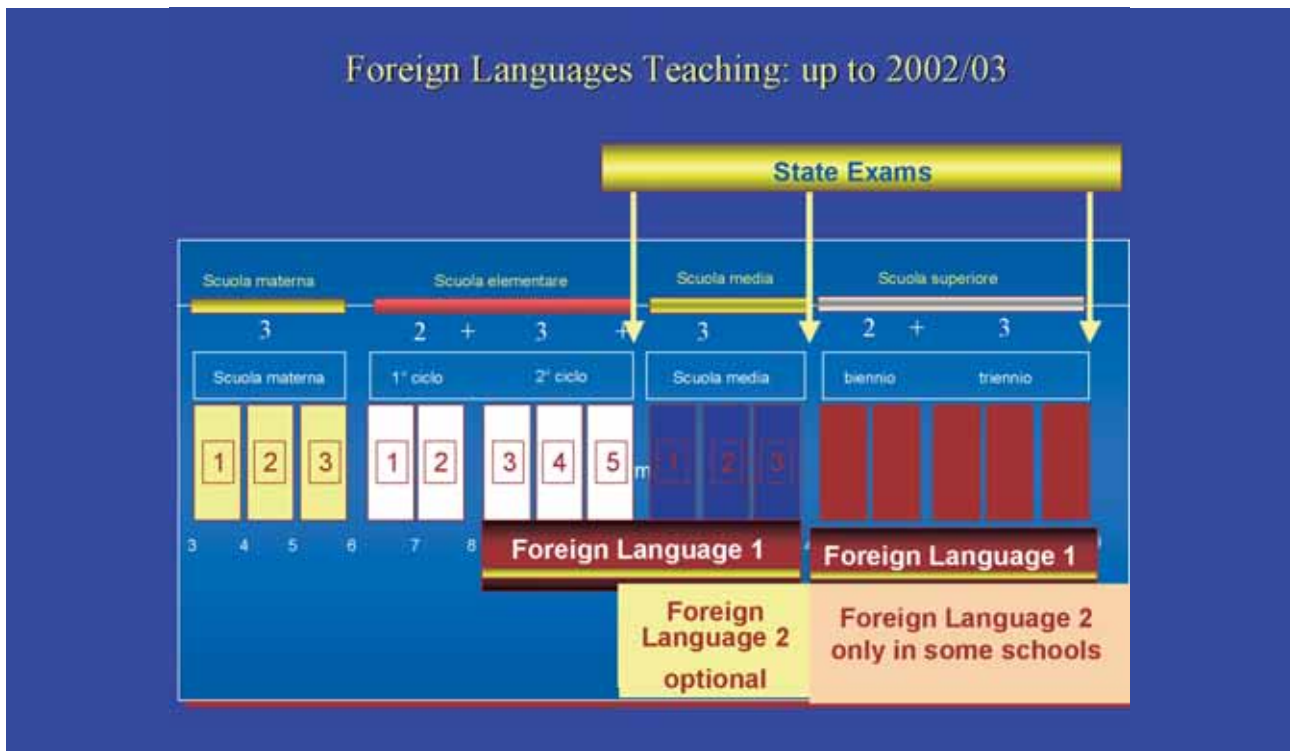 Foreign Languages Teaching: up to 2002/03
State Exams
Scuola materna Scuola elementare Scuola media Scuola superiore
3 2 + 3 + 3 2 + 3
Scuola materna 1° ciclo 2° ciclo Scuola media biennio triennio
1 2 3 1 2 3 4 5 m 1 2 3
3 4 5 6 7 8
Foreign Language 1 Foreign Language 1
Foreign
Language 2
optional
Foreign Language 2
only in some schools